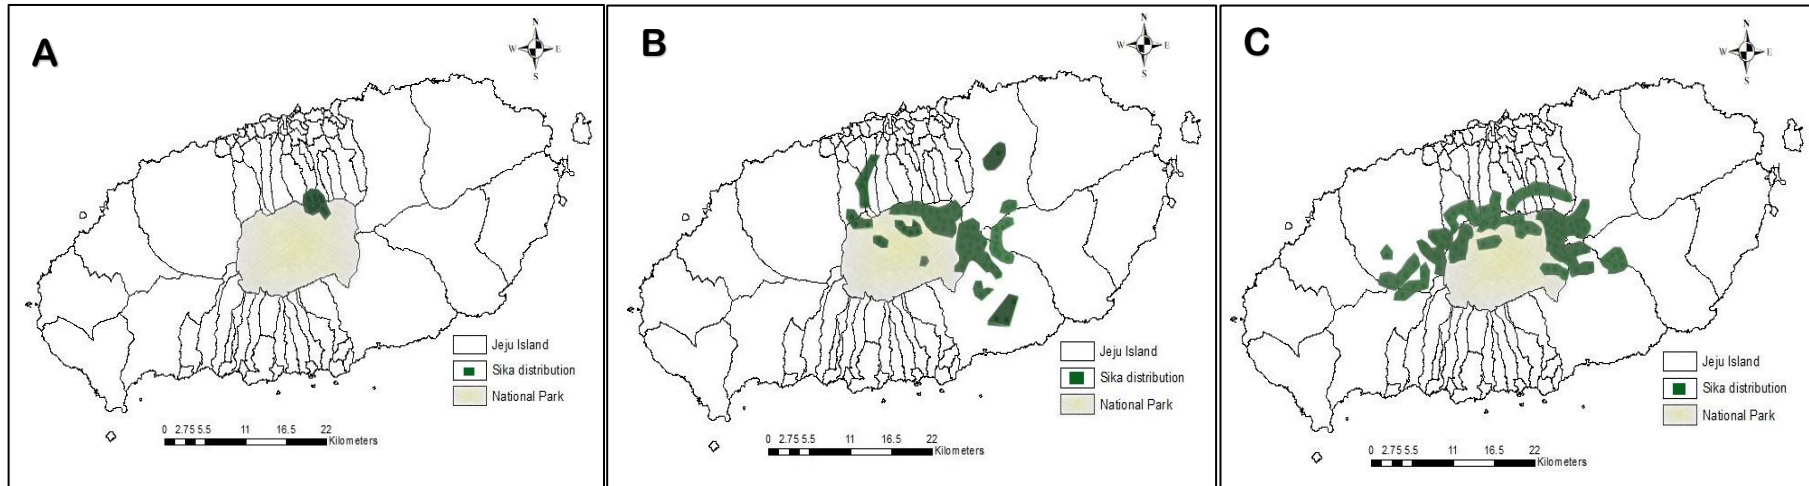 A
N
W E
S
Jeju Island
Sika distribution
National Park
0 2.75 5.5 11 16.5 22
Kilometers
B
N
W E
S
Jeju Island
Sika distribution
National Park
0 2.75 5.5 11 16.5 22
Kilometers
C
N
W E
S
Jeju Island
Sika distribution
National Park
0 2.75 5.5 11 16.5 22
Kilometers